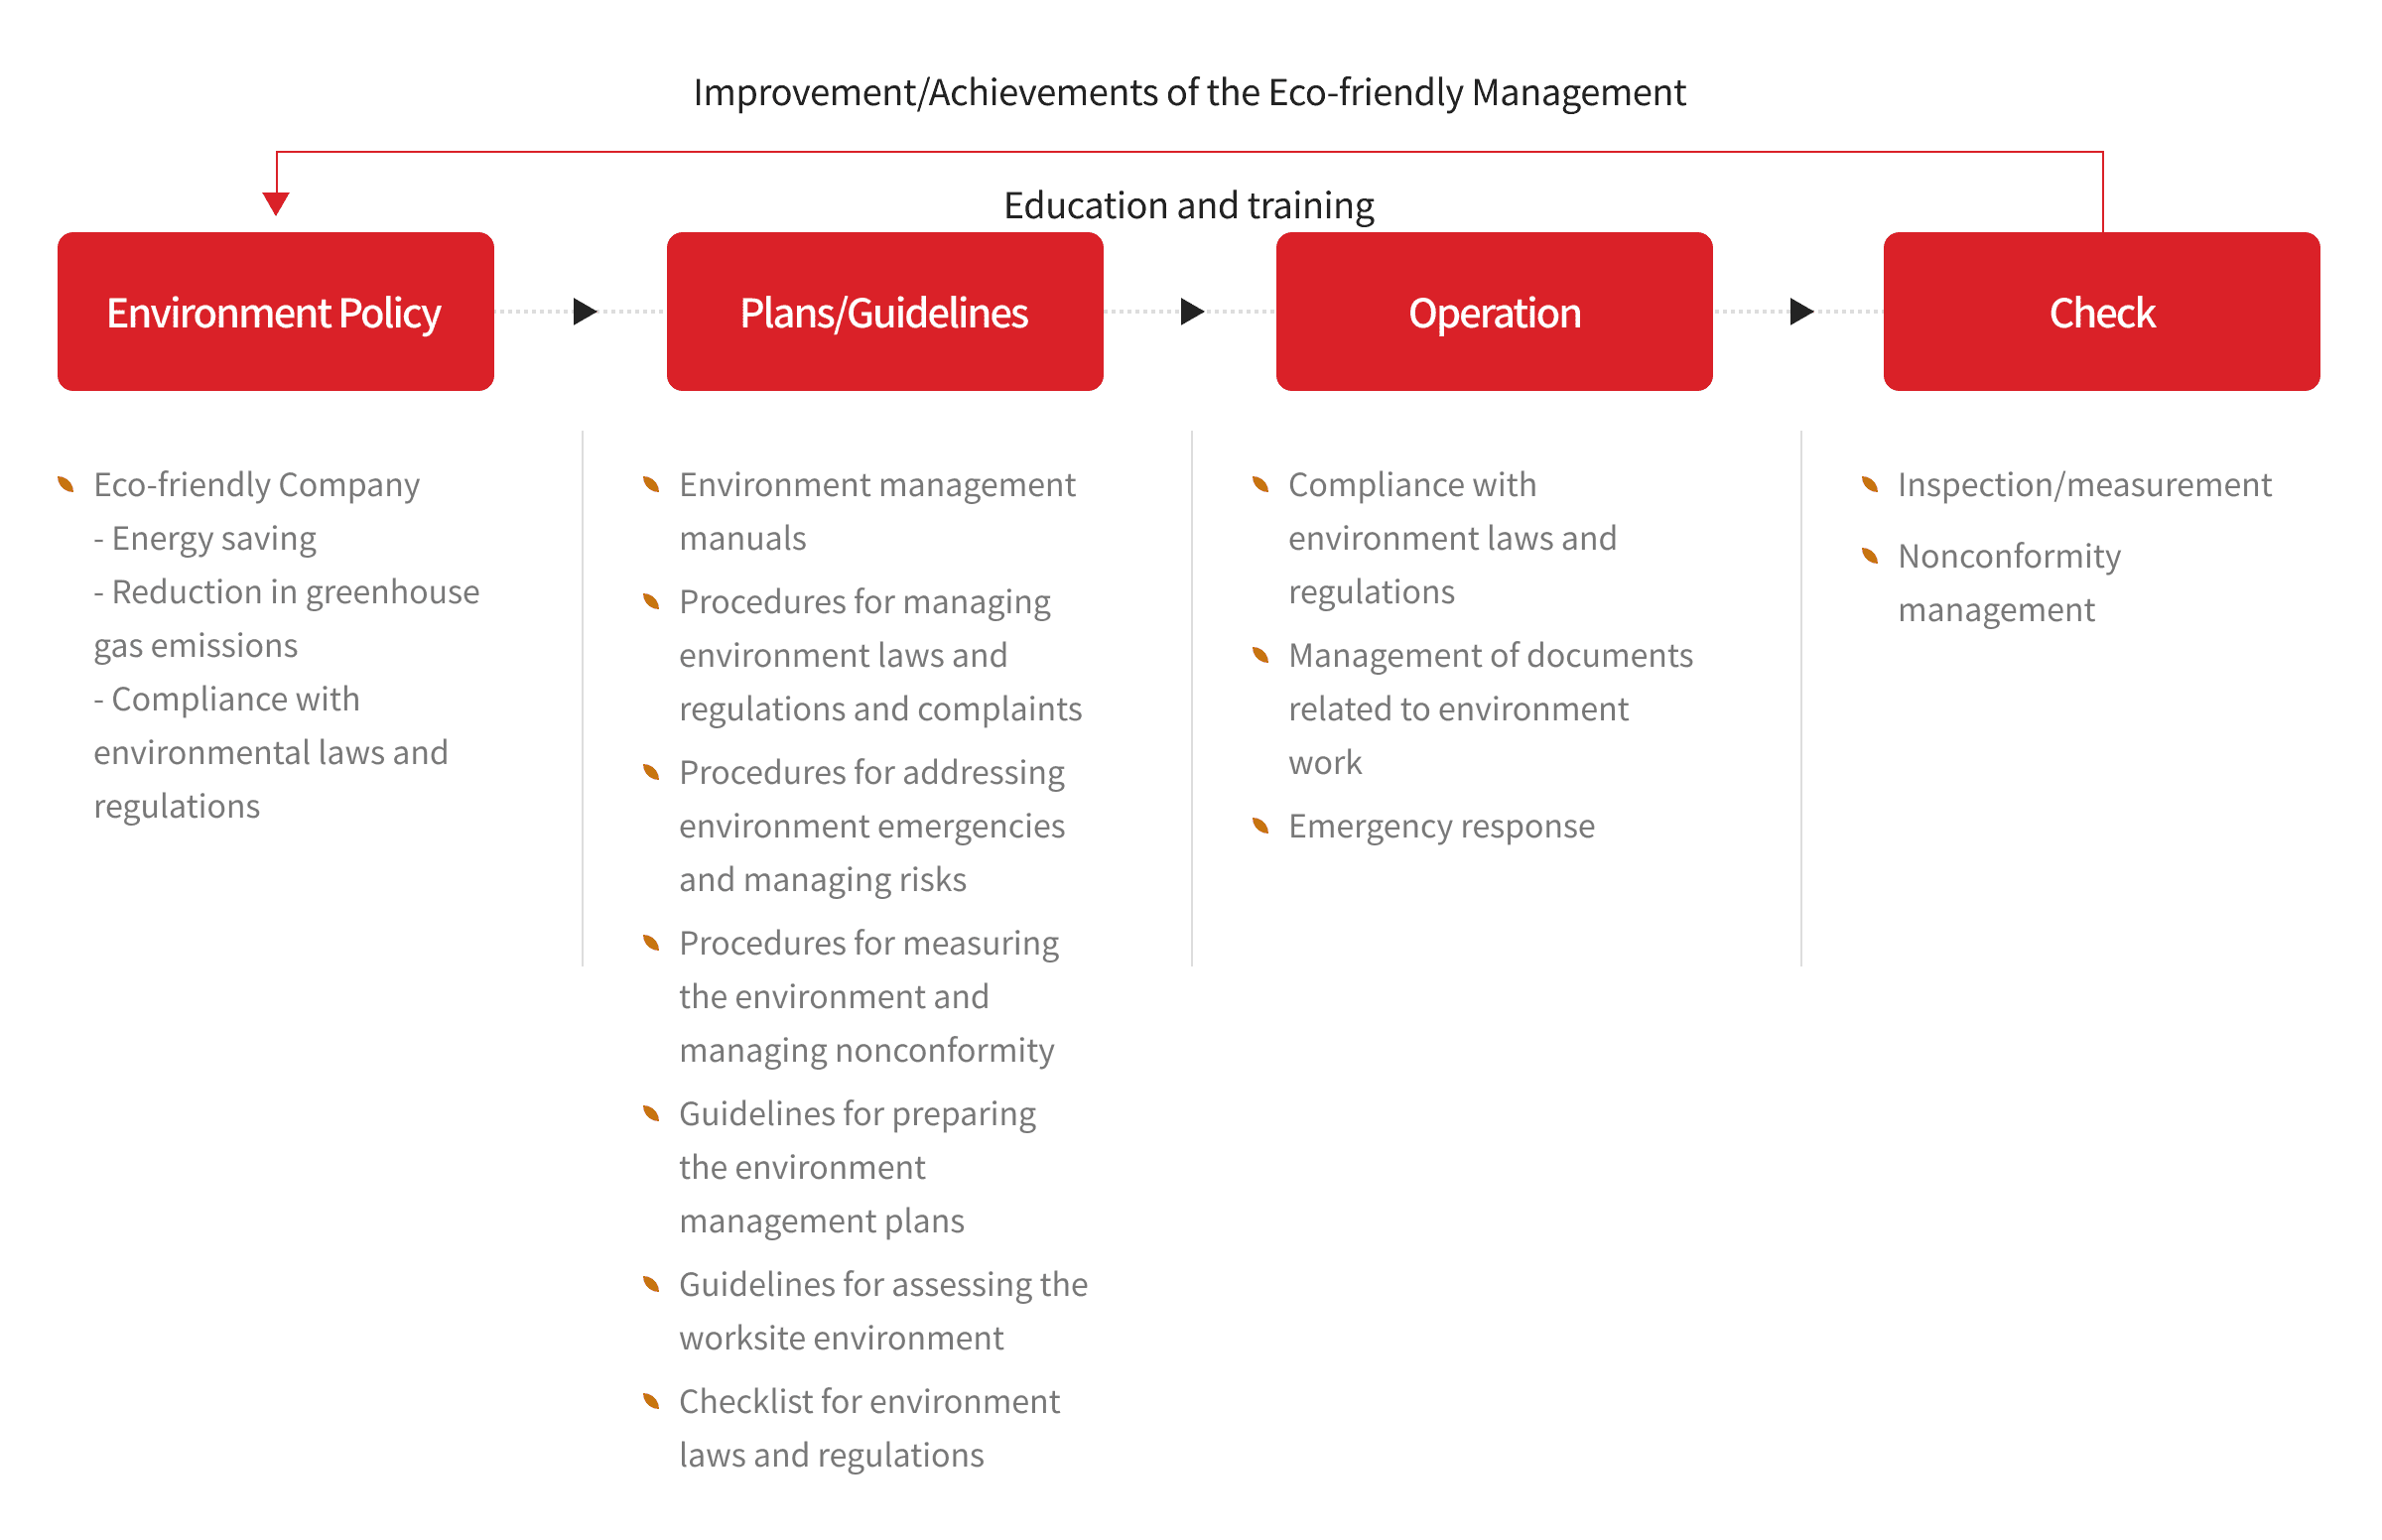 Improvement/Achievements of the Eco-friendly Management
Education and training
Environment Policy
Plans/Guidelines
Operation
Check
Eco-friendly Company
- Energy saving
- Reduction in greenhouse
gas emissions
- Compliance with
environmental laws and
regulations
Environment management
manuals
Procedures for managing
environment laws and
regulations and complaints
Procedures for addressing
environment emergencies
and managing risks
Procedures for measuring
the environment and
managing nonconformity
Guidelines for preparing
the environment
management plans
Guidelines for assessing the
worksite environment
Checklist for environment
laws and regulations
Compliance with
environment laws and
regulations
Management of documents
related to environment
work
Emergency response
Inspection/measurement
Nonconformity
management